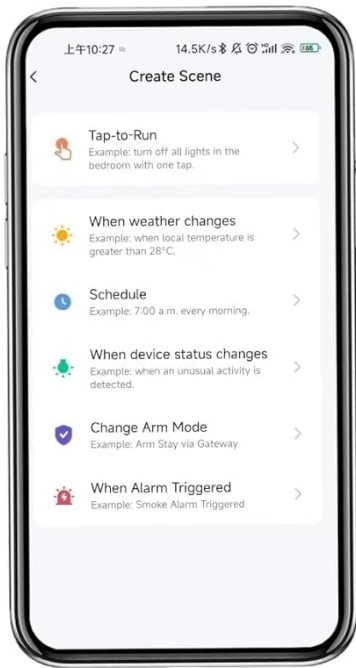 上午10:27
14.5K/s
Create Scene
Tap-to-Run
Example: turn off all lights in the
bedroom with one tap.
When weather changes
Example: when local temperature is
greater than 28°C.
Schedule
Example: 7:00 a.m. every morning.
When device status changes
Example: when an unusual activity is
detected.
Change Arm Mode
Example: Arm Stay via Gateway
When Alarm Triggered
Example: Smoke Alarm Triggered